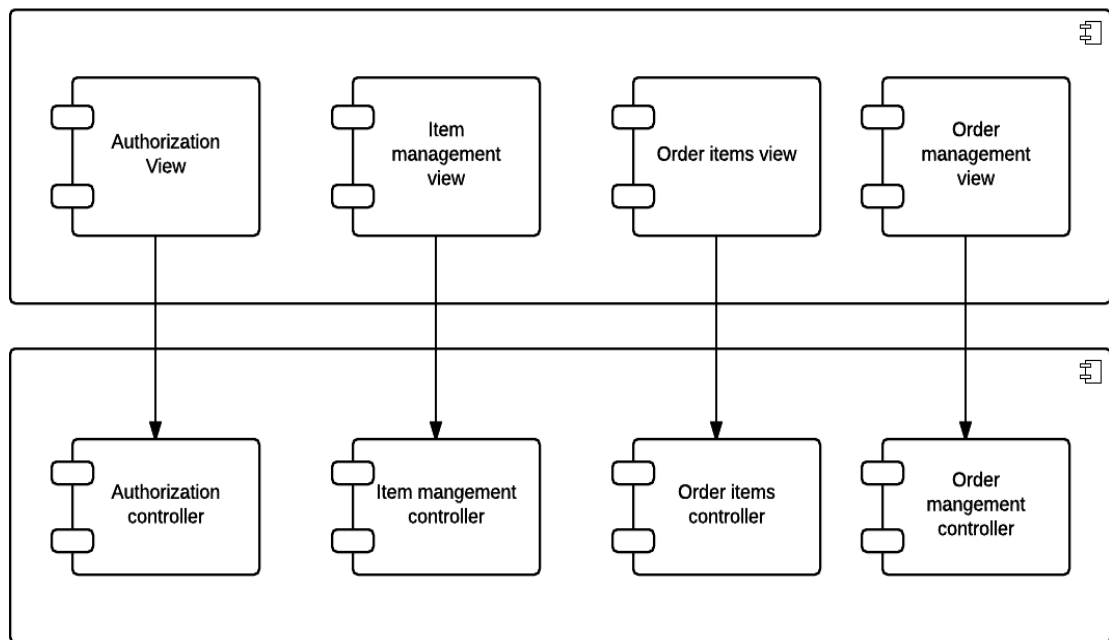 Authorization
View
Item
management
view
Order items view
Order
management
view
Authorization
controller
Item mangement
controller
Order items
controller
Order
mangement
controller